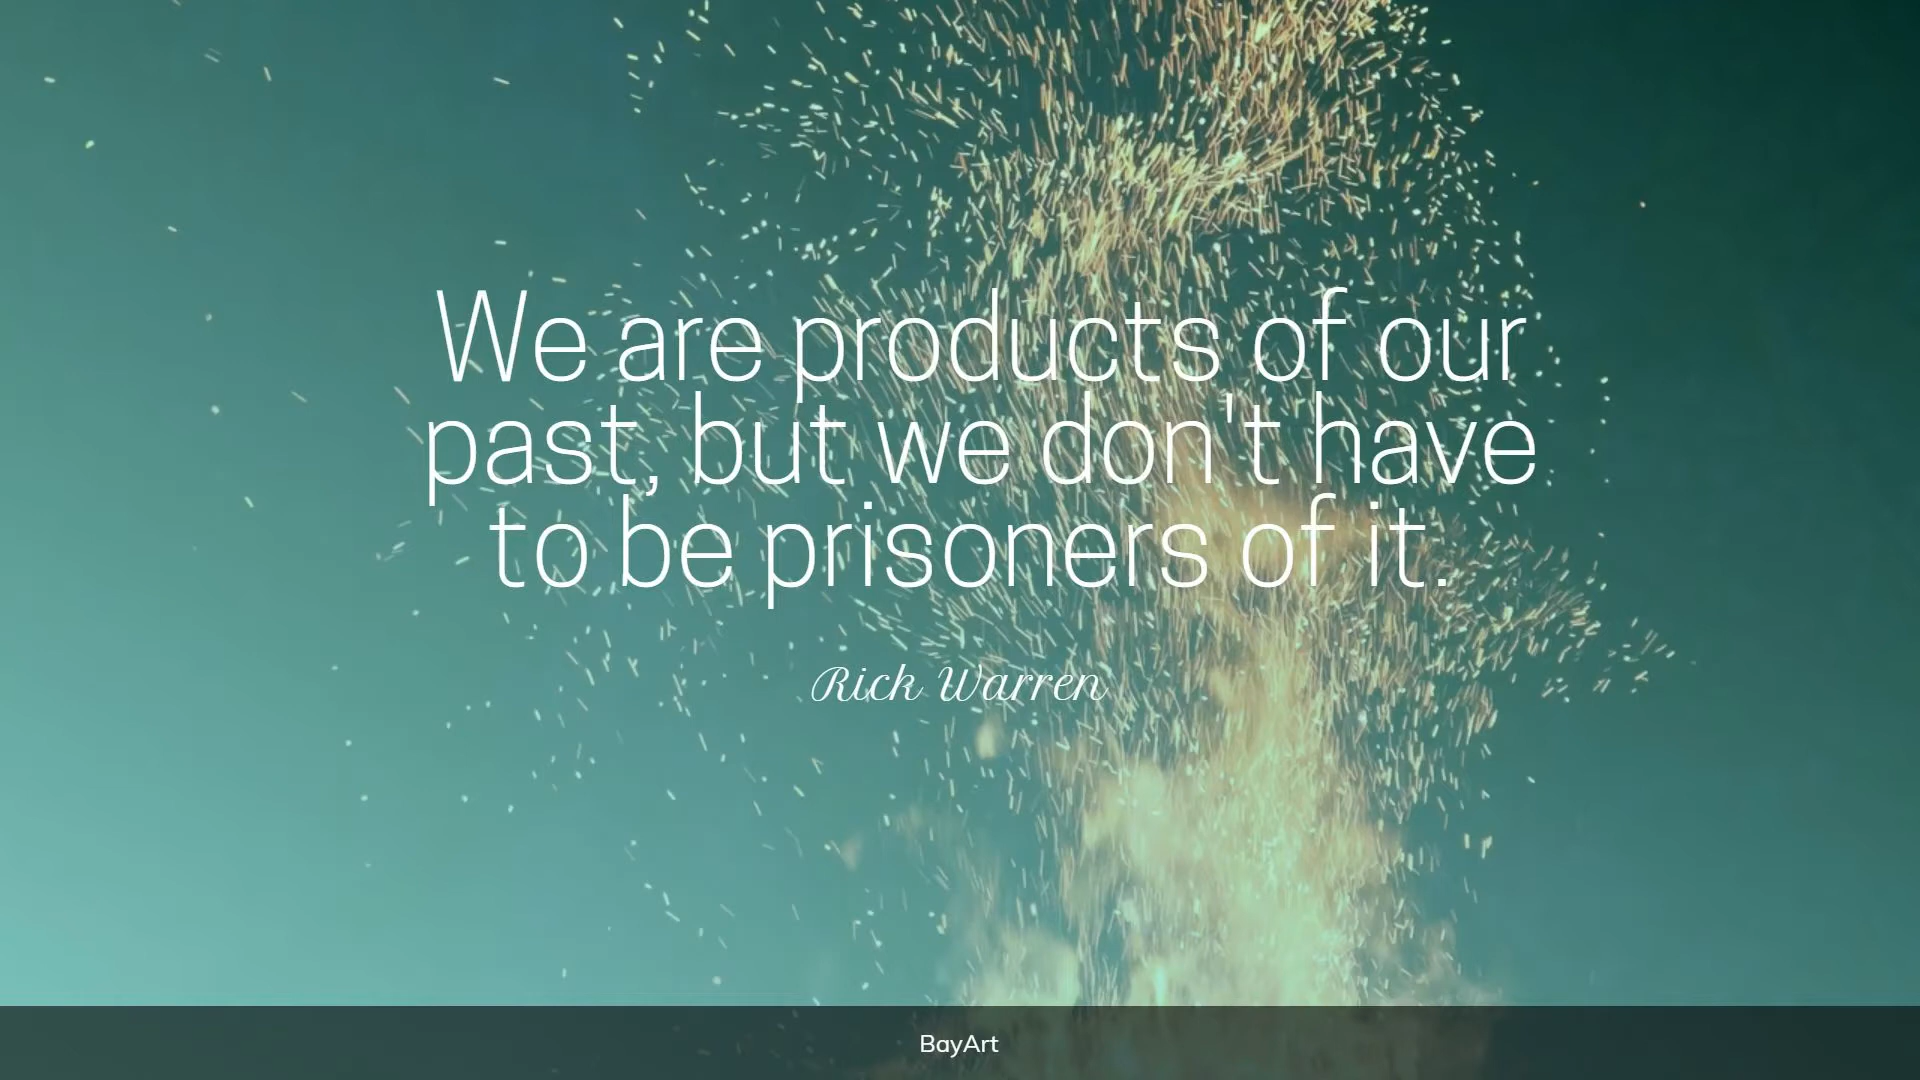 We are products of our
past, but we don't have
to be prisoners of it.
Rick Warren
BayArt